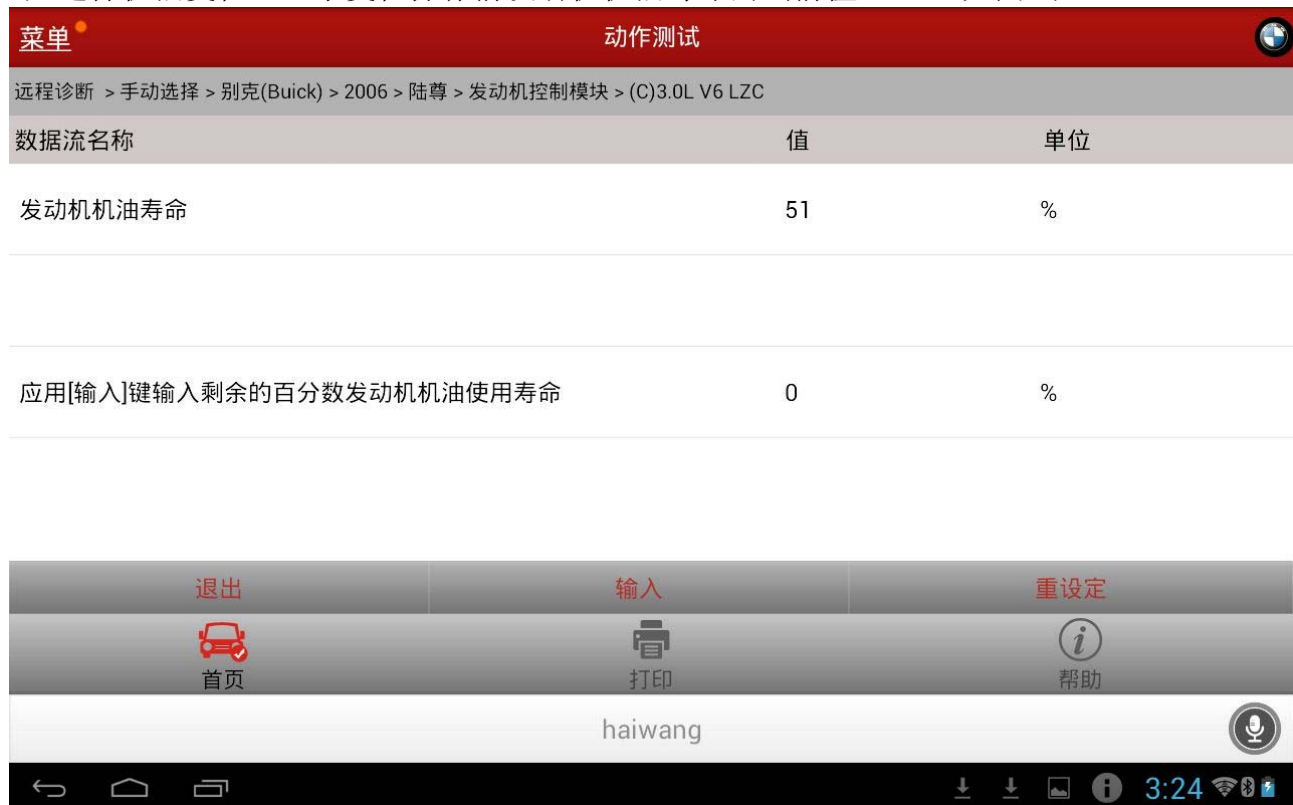 菜单
动作测试
远程诊断 > 手动选择 > 别克(Buick) > 2006 > 陆尊 > 发动机控制模块 > (C)3.0L V6 LZC
数据流名称 值 单位
发动机机油寿命 51 %
应用[输入]键输入剩余的百分数发动机机油使用寿命 0 %
退出 输入 重设定
首页 打印 帮助
haiwang
3:24